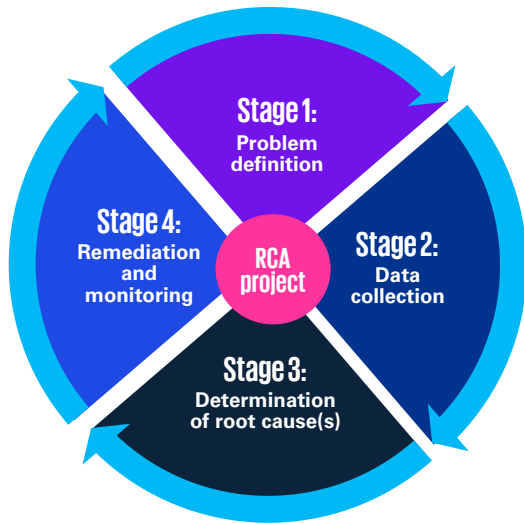 Stage 1:
Problem
definition
Stage 2:
Data
collection
Stage 3:
Determination
of root cause(s)
Stage 4:
Remediation
and
monitoring
RCA
project